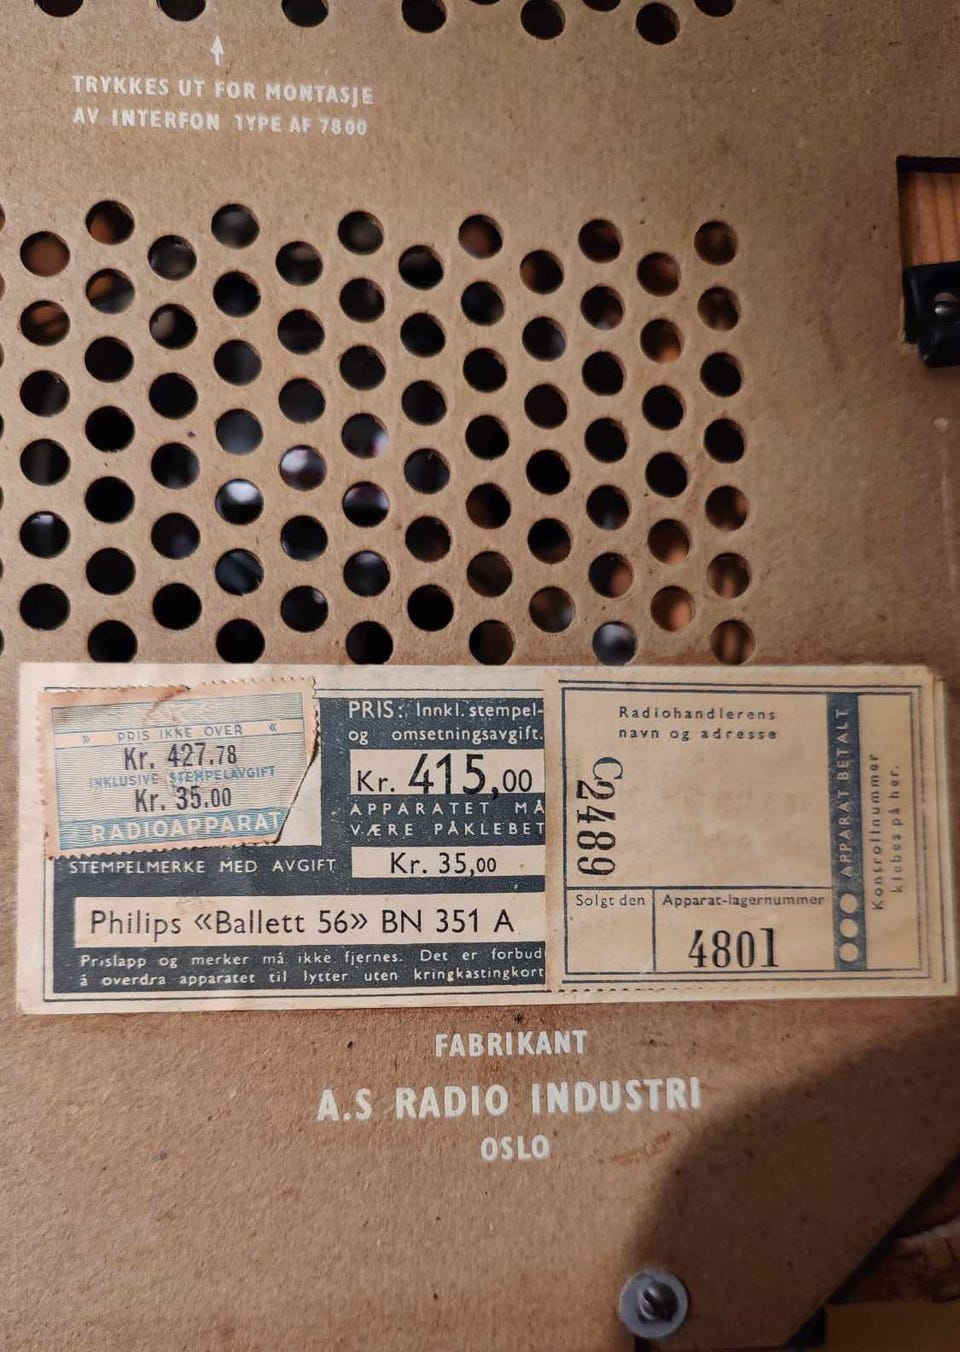 TRYKKES UT FOR MONTASJE
AV INTERFON TYPE AF 7800
» PRIS IKKE OVER «
Kr. 427.78
INKLUSIVE STEMPELAVGIFT
Kr. 35.00
RADIOAPPARAT
PRIS: Innkl. stempel-
og omsetningsavgift.
Kr. 415,00
APPARATET MÅ
VÆRE PÅKLEBET
STEMPELMERKE MED AVGIFT Kr. 35,00
Philips «Ballett 56» BN 351 A
Prislapp og merker må ikke fjernes. Det er forbud
å overdra apparatet til lytter uten kringkastingkort
Radiohandlerens
navn og adresse
C2489
Solgt den
Apparat-lagernummer
4801
APPARAT BETALT
Kontrollnummer
klebes på her.
FABRIKANT
A.S RADIO INDUSTRI
OSLO